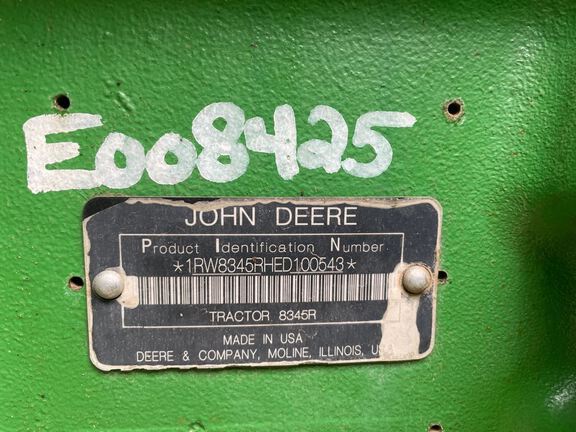 E008425
JOHN DEERE
Product Identification Number
*1RW8345RHED100543*
TRACTOR 8345R
MADE IN USA
DEERE & COMPANY, MOLINE, ILLINOIS,